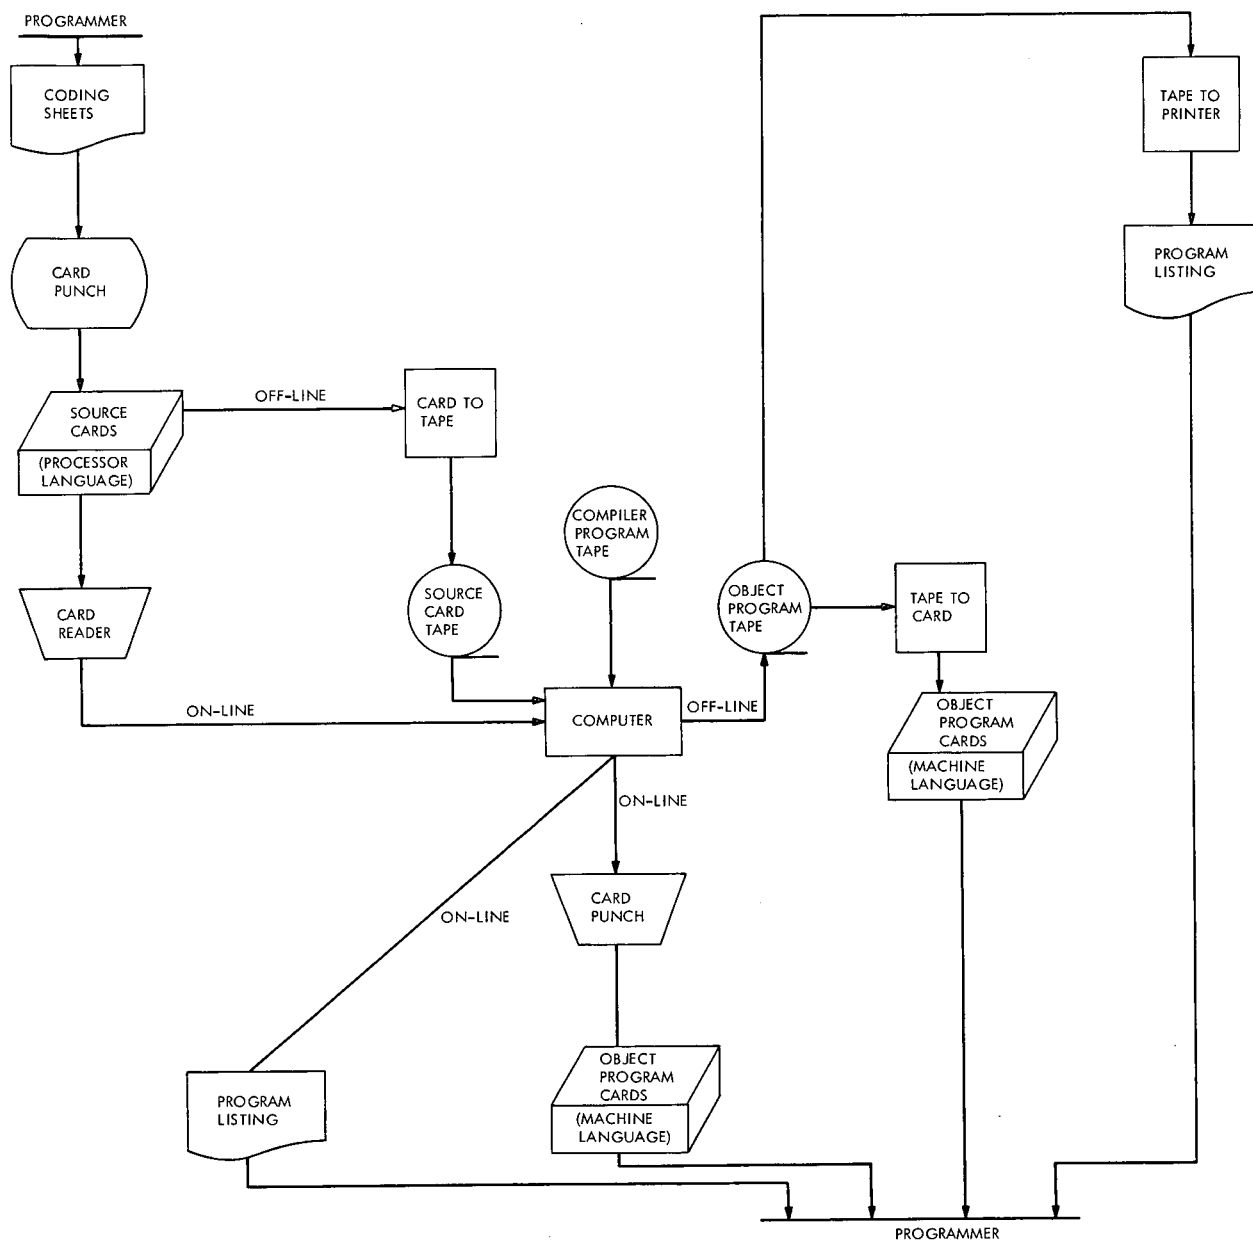 PROGRAMMER
CODING
SHEETS
TAPE TO
PRINTER
CARD
PUNCH
PROGRAM
LISTING
SOURCE
CARDS
(PROCESSOR
LANGUAGE)
OFF-LINE
CARD TO
TAPE
COMPILER
PROGRAM
TAPE
CARD
READER
SOURCE
CARD
TAPE
OBJECT
PROGRAM
TAPE
TAPE TO
CARD
ON-LINE
COMPUTER
OFF-LINE
OBJECT
PROGRAM
CARDS
(MACHINE
LANGUAGE)
ON-LINE
CARD
PUNCH
ON-LINE
PROGRAM
LISTING
OBJECT
PROGRAM
CARDS
(MACHINE
LANGUAGE)
PROGRAMMER